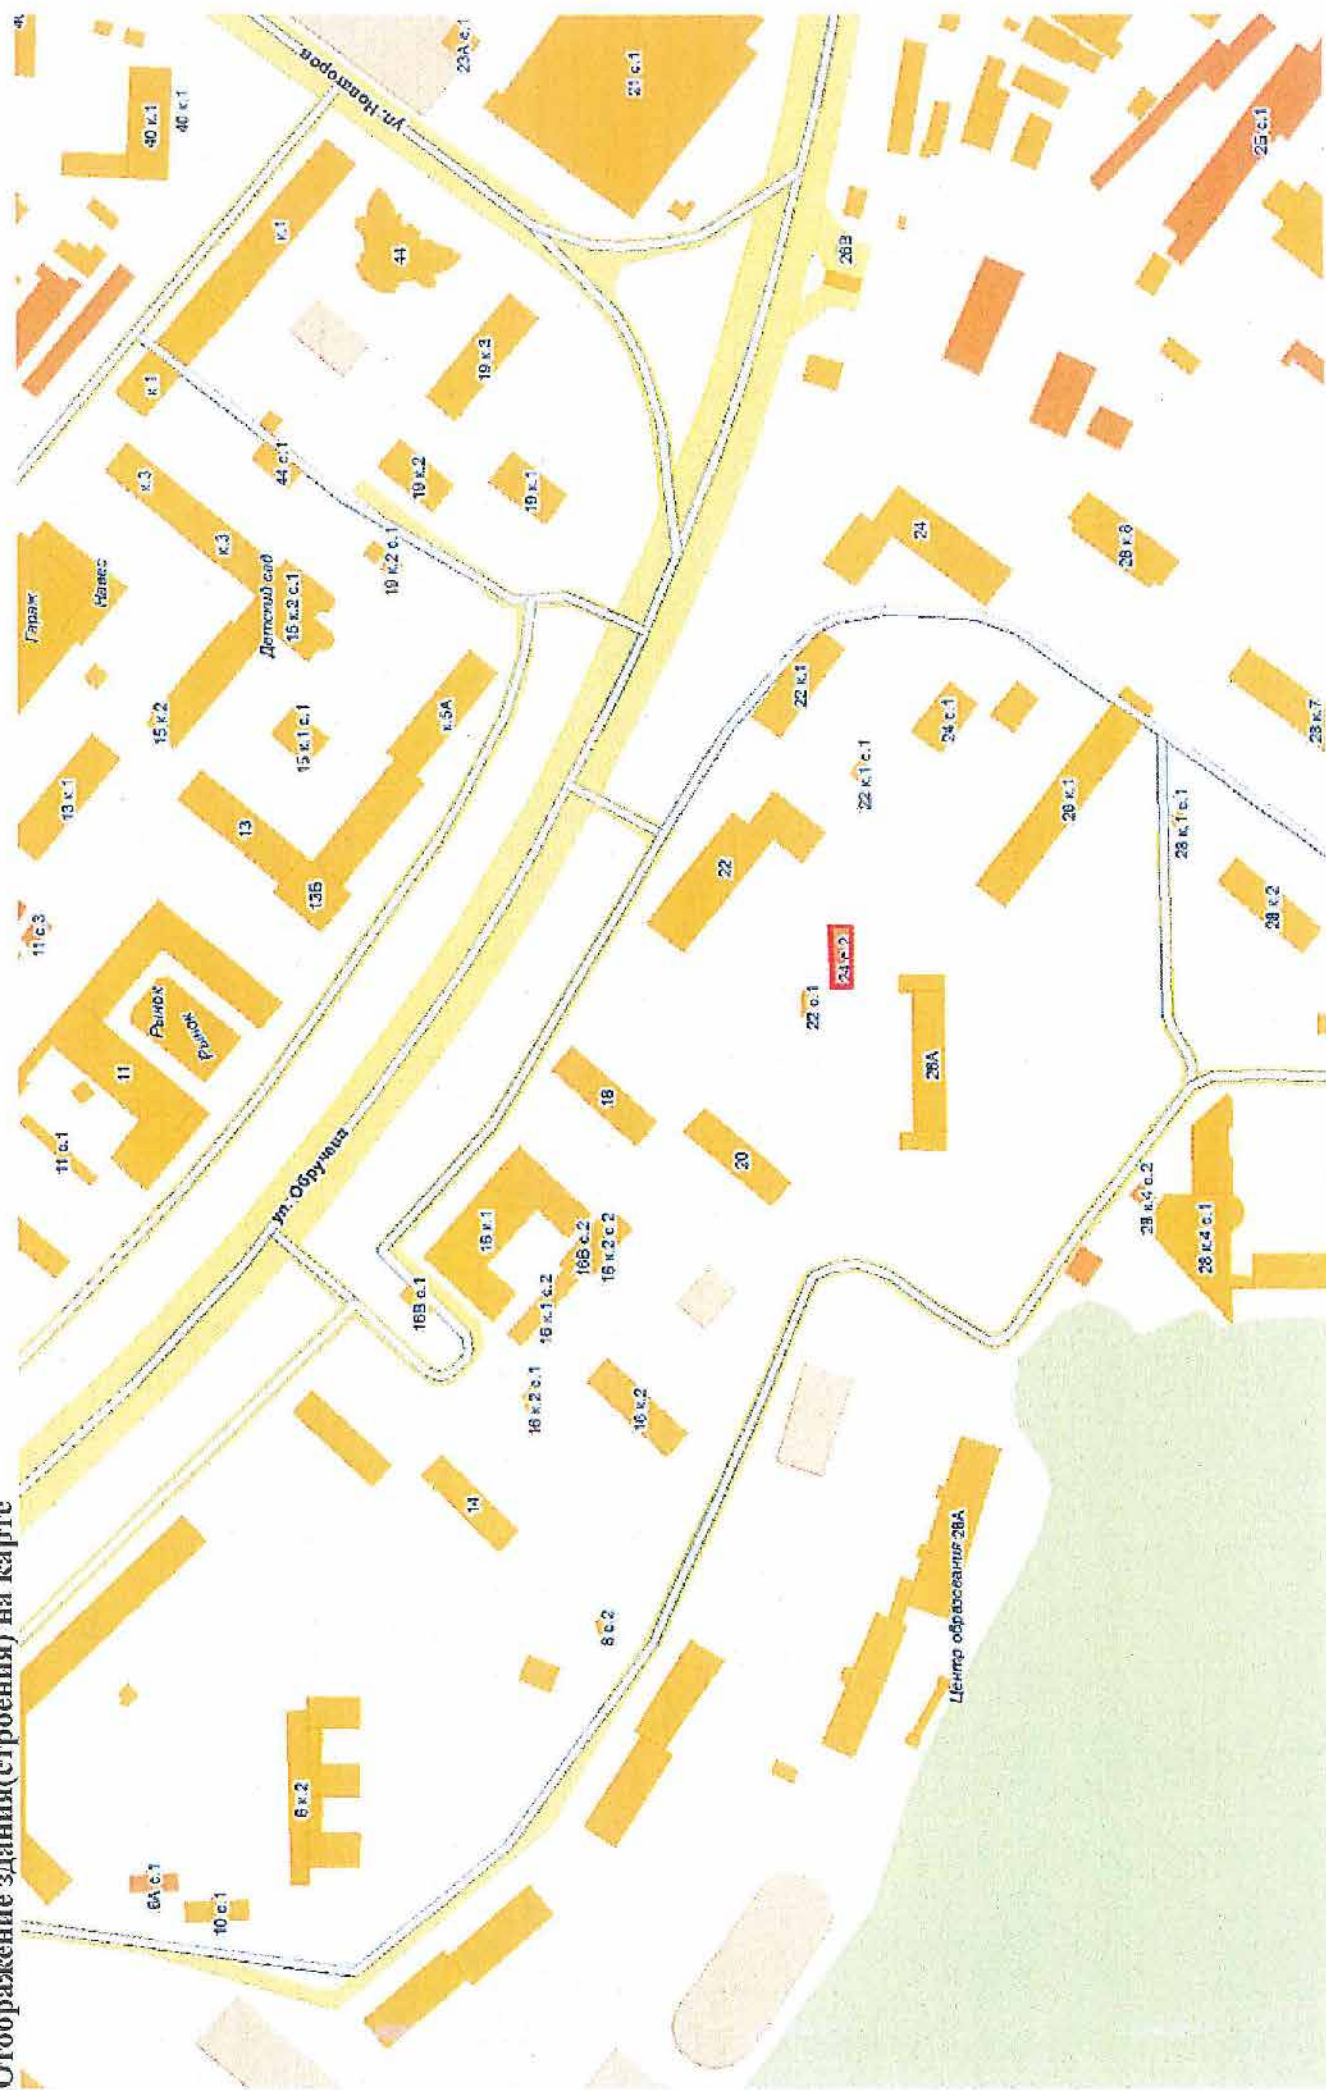 Отображение здания(строения) на карте
6А с.1
10 с.1
6 к.2
8 с.2
14
Центр образования 28А
16 к.2 с.1
16 к.2
16В с.1
16 к.1 с.2
16В с.2
16 к.2 с.2
16 к.1
ул. Обручева
28 к.4 с.2
28 к.4 с.1
11 с.1
11
Рынок
Рынок
11 с.3
18
20
26А
22 с.1
24 с.2
22
13Б
13
13 к.1
15 к.1 с.1
15 к.2
к.5А
28 к.2
28 к.1 с.1
28 к.1
22 к.1 с.1
24 с.1
22 к.1
28 к.7
Гараж
Навес
Детский сад
15 к.2 с.1
к.3
к.3
19 к.2 с.1
19 к.1
19 к.2
44 с.1
24
28 к.6
к.1
к.1
19 к.3
44
26В
ул. Новаторов
40 к.1
40 к.1
23А с.1
21 с.1